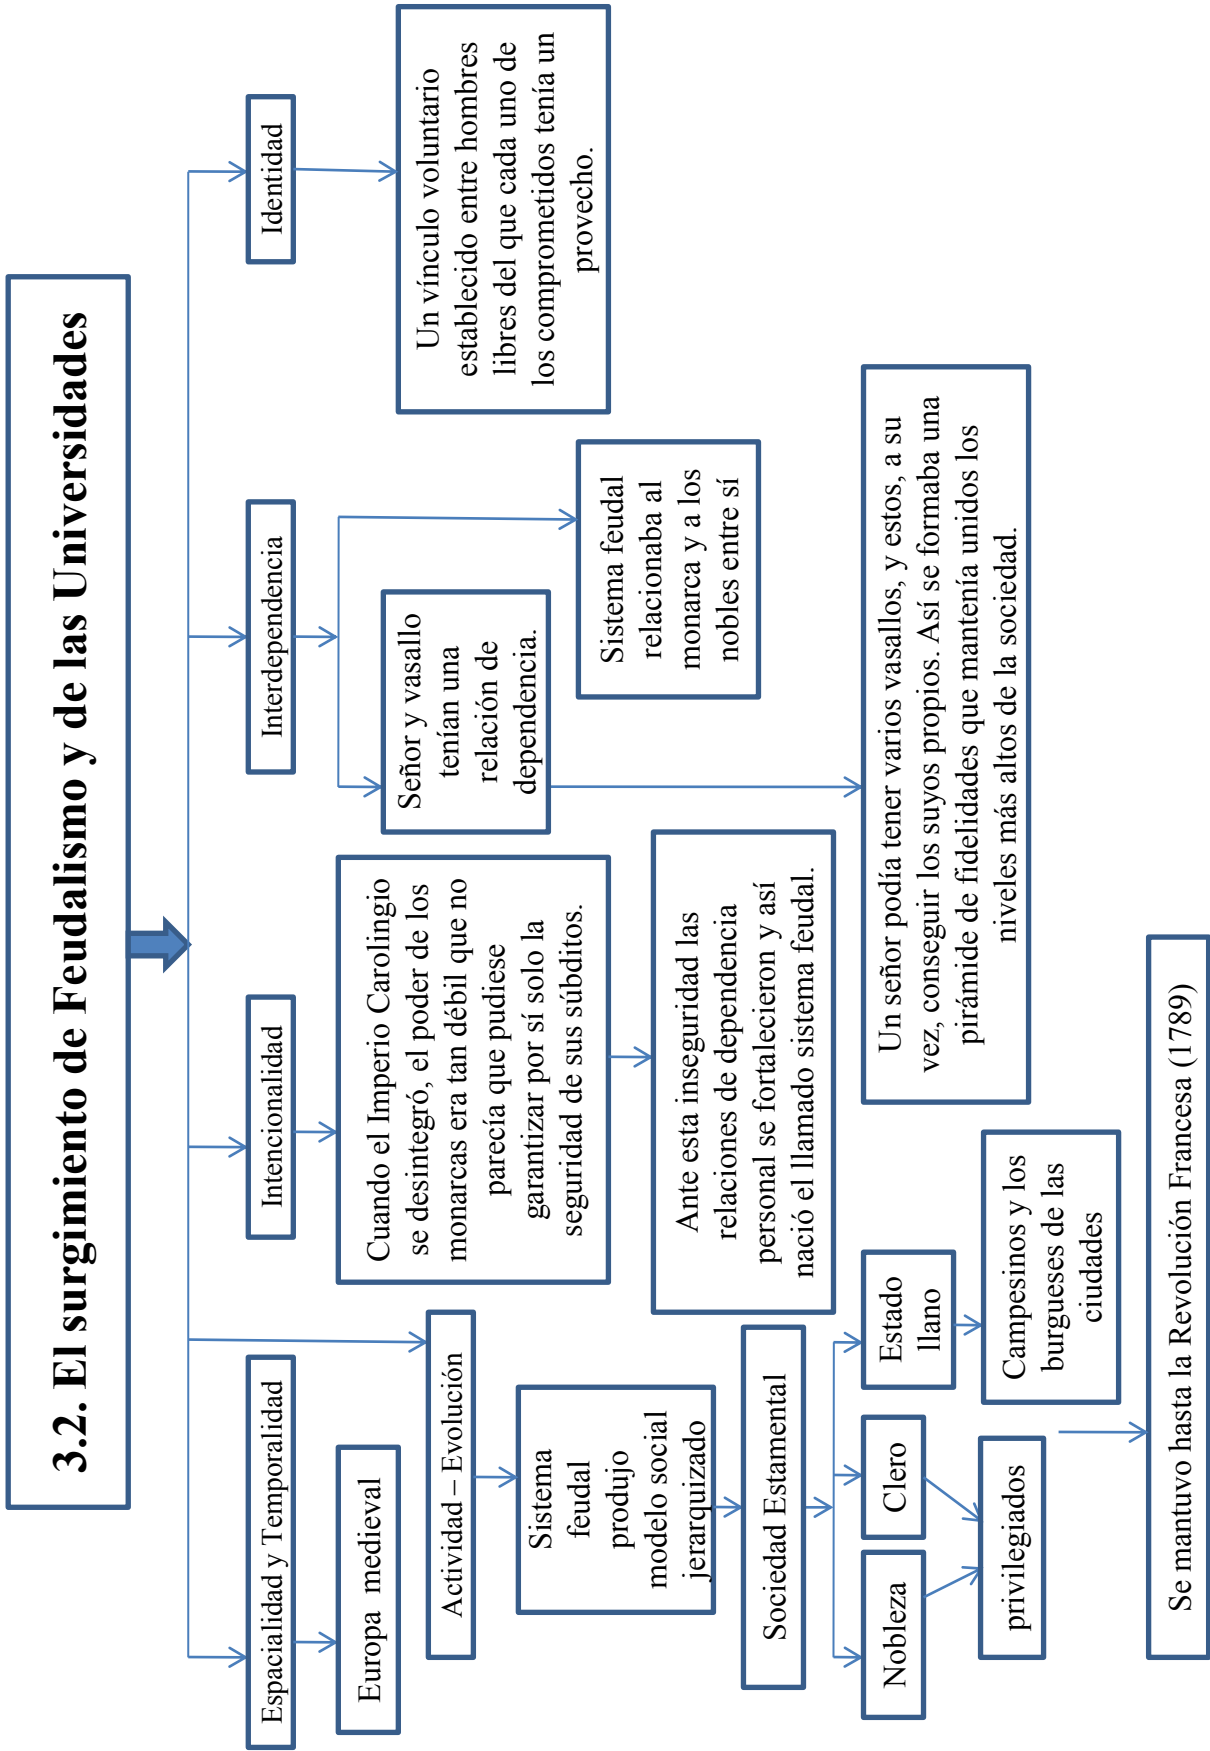 3.2. El surgimiento de Feudalismo y de las Universidades
Espacialidad y Temporalidad
Europa medieval
Actividad – Evolución
Sistema
feudal
produjo
modelo social
jerarquizado
Sociedad Estamental
Nobleza
Clero
Estado
llano
privilegiados
Campesinos y los
burgueses de las
ciudades
Se mantuvo hasta la Revolución Francesa (1789)
Intencionalidad
Cuando el Imperio Carolingio
se desintegró, el poder de los
monarcas era tan débil que no
parecía que pudiese
garantizar por sí solo la
seguridad de sus súbditos.
Ante esta inseguridad las
relaciones de dependencia
personal se fortalecieron y así
nació el llamado sistema feudal.
Interdependencia
Señor y vasallo
tenían una
relación de
dependencia.
Sistema feudal
relacionaba al
monarca y a los
nobles entre sí
Un señor podía tener varios vasallos, y estos, a su
vez, conseguir los suyos propios. Así se formaba una
pirámide de fidelidades que mantenía unidos los
niveles más altos de la sociedad.
Identidad
Un vínculo voluntario
establecido entre hombres
libres del que cada uno de
los comprometidos tenía un
provecho.